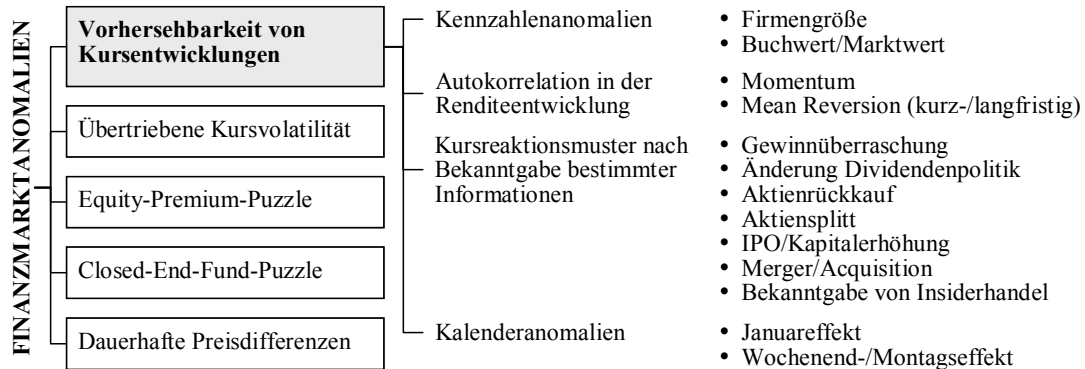 FINANZMARKTANOMALIEN
Vorhersehbarkeit von
Kursentwicklungen
Übertriebene Kursvolatilität
Equity-Premium-Puzzle
Closed-End-Fund-Puzzle
Dauerhafte Preisdifferenzen
Kennzahlenanomalien
• Firmengröße
• Buchwert/Marktwert
Autokorrelation in der
Renditeentwicklung
• Momentum
• Mean Reversion (kurz-/langfristig)
Kursreaktionsmuster nach
Bekanntgabe bestimmter
Informationen
• Gewinnüberraschung
• Änderung Dividendenpolitik
• Aktienrückkauf
• Aktiensplitt
• IPO/Kapitalerhöhung
• Merger/Acquisition
• Bekanntgabe von Insiderhandel
Kalenderanomalien
• Januareffekt
• Wochenend-/Montagseffekt